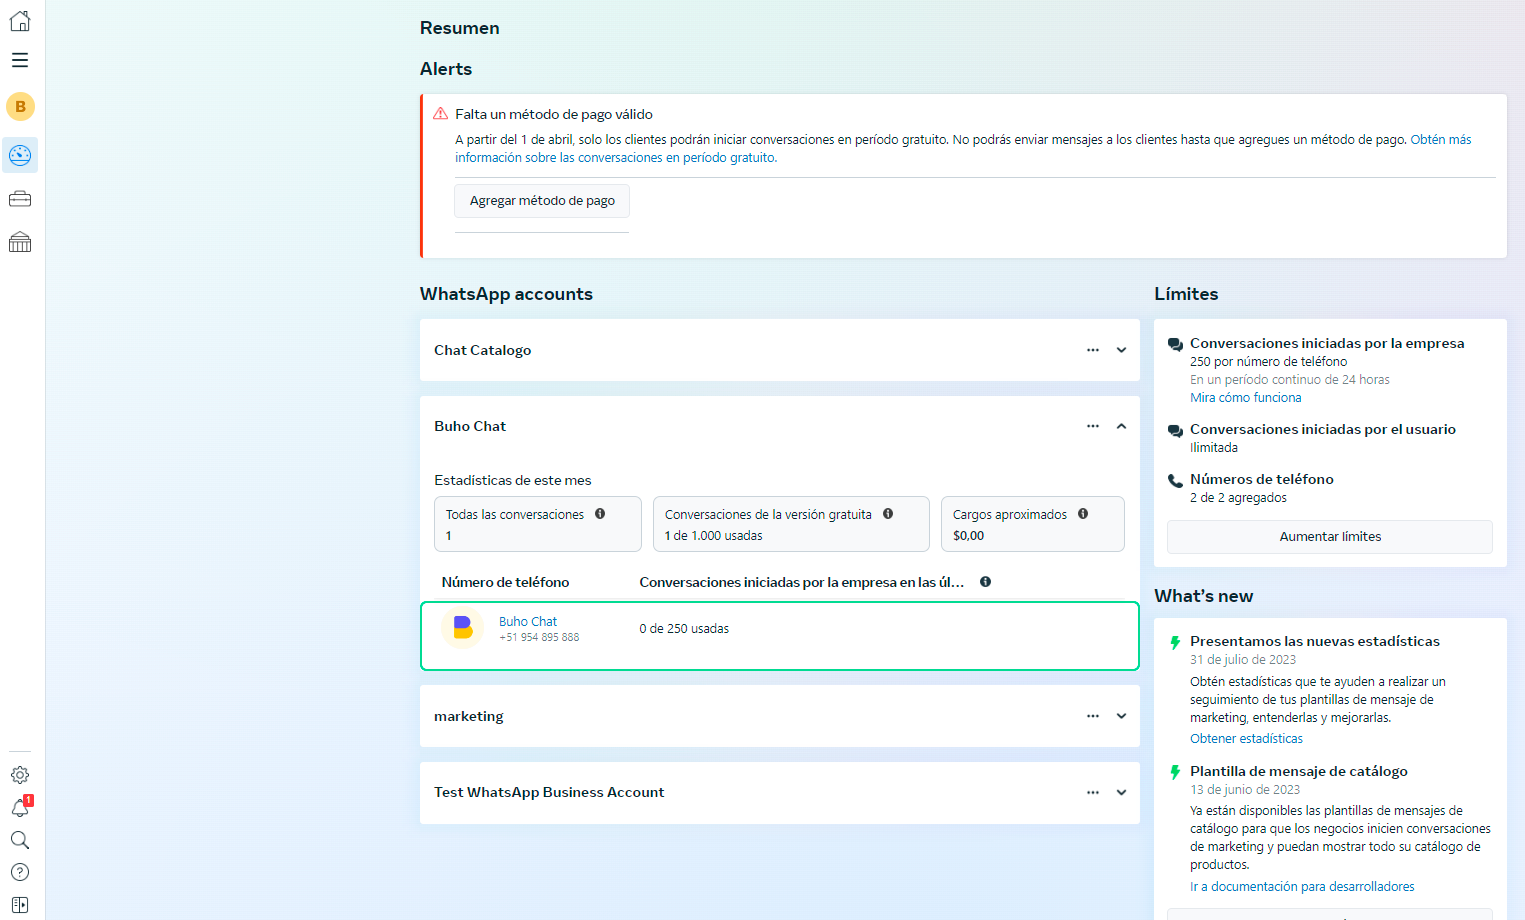 Resumen
Alerts
Falta un método de pago válido
A partir del 1 de abril, solo los clientes podrán iniciar conversaciones en período gratuito. No podrás enviar mensajes a los clientes hasta que agregues un método de pago. Obtén más
información sobre las conversaciones en período gratuito.
Agregar método de pago
B
WhatsApp accounts
Chat Catalogo
Buho Chat
Estadísticas de este mes
Todas las conversaciones
1
Conversaciones de la versión gratuita
1 de 1.000 usadas
Cargos aproximados
$0,00
Número de teléfono
Conversaciones iniciadas por la empresa en las úl...
Buho Chat
+51 954 895 888
0 de 250 usadas
marketing
Test WhatsApp Business Account
1
Límites
Conversaciones iniciadas por la empresa
250 por número de teléfono
En un período continuo de 24 horas
Mira cómo funciona
Conversaciones iniciadas por el usuario
Ilimitada
Números de teléfono
2 de 2 agregados
Aumentar límites
What's new
Presentamos las nuevas estadísticas
31 de julio de 2023
Obtén estadísticas que te ayuden a realizar un
seguimiento de tus plantillas de mensaje de
marketing, entenderlas y mejorarlas.
Obtener estadísticas
Plantilla de mensaje de catálogo
13 de junio de 2023
Ya están disponibles las plantillas de mensajes de
catálogo para que los negocios inicien conversaciones
de marketing y puedan mostrar todo su catálogo de
productos.
Ir a documentación para desarrolladores